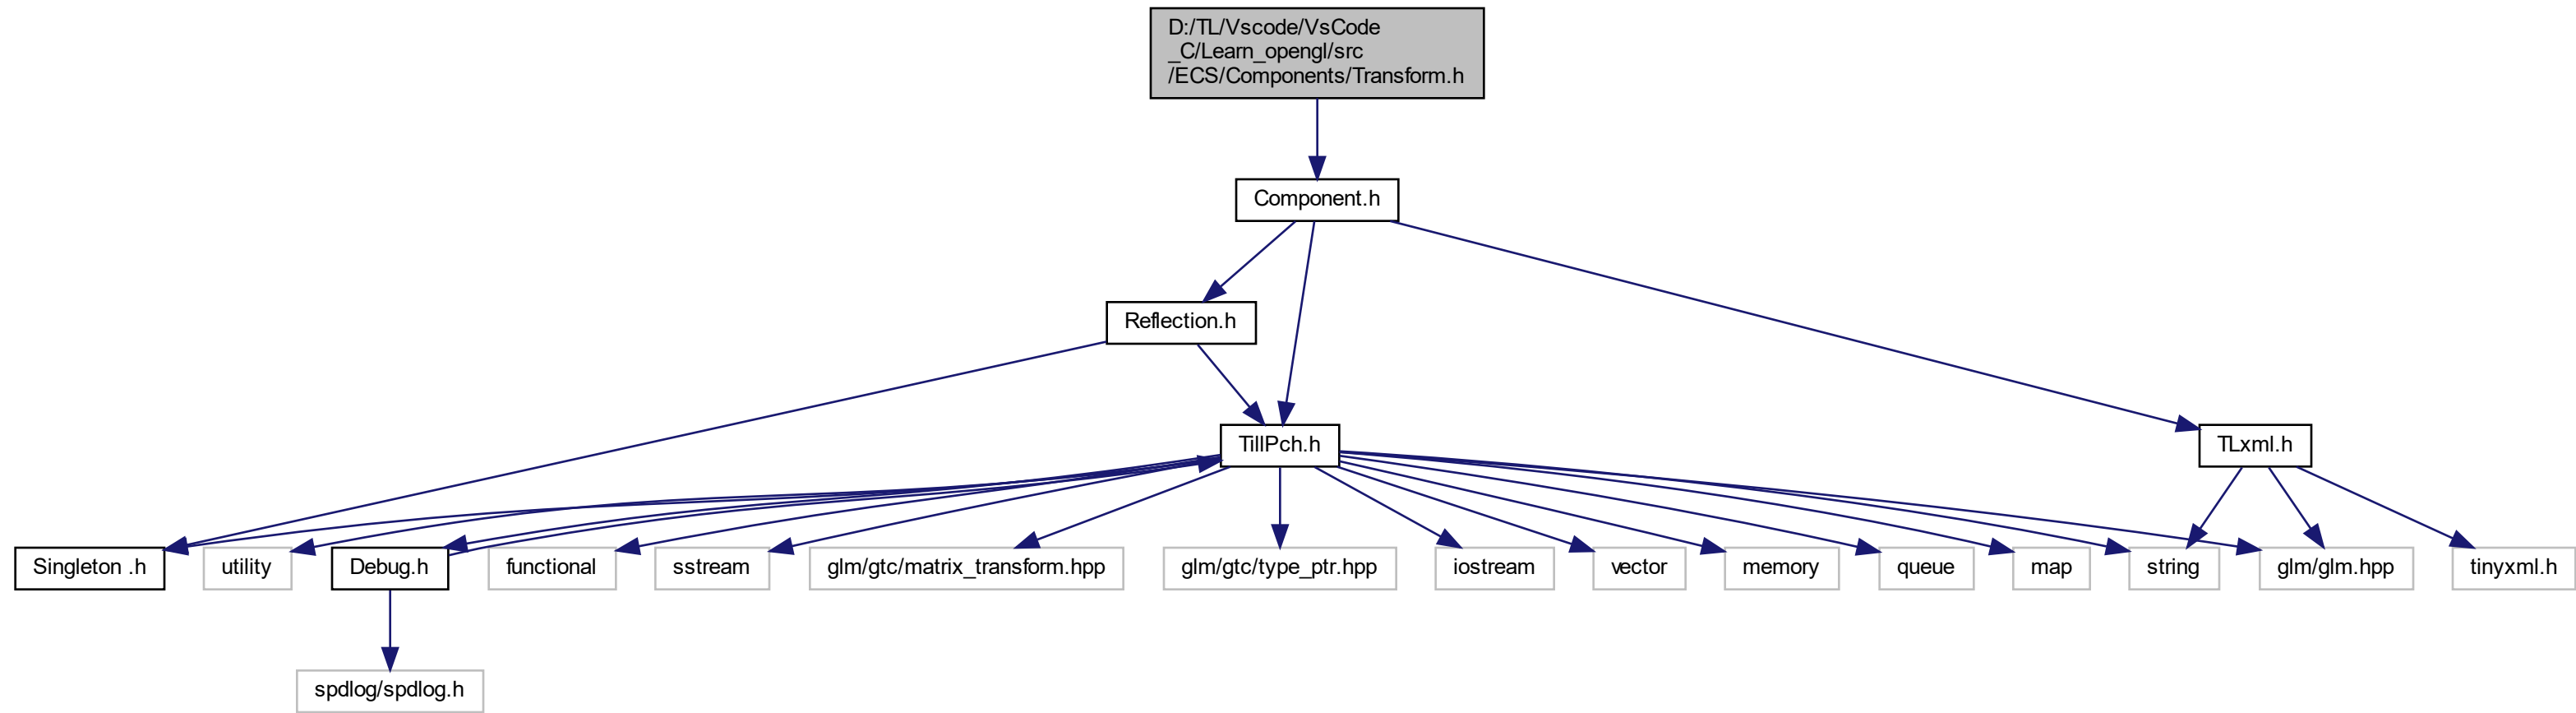 D:/TL/Vscode/VsCode
_C/Learn_opengl/src
/ECS/Components/Transform.h
Component.h
Reflection.h
TillPch.h
TLxml.h
Singleton .h
utility
Debug.h
functional
sstream
glm/gtc/matrix_transform.hpp
glm/gtc/type_ptr.hpp
iostream
vector
memory
queue
map
string
glm/glm.hpp
tinyxml.h
spdlog/spdlog.h